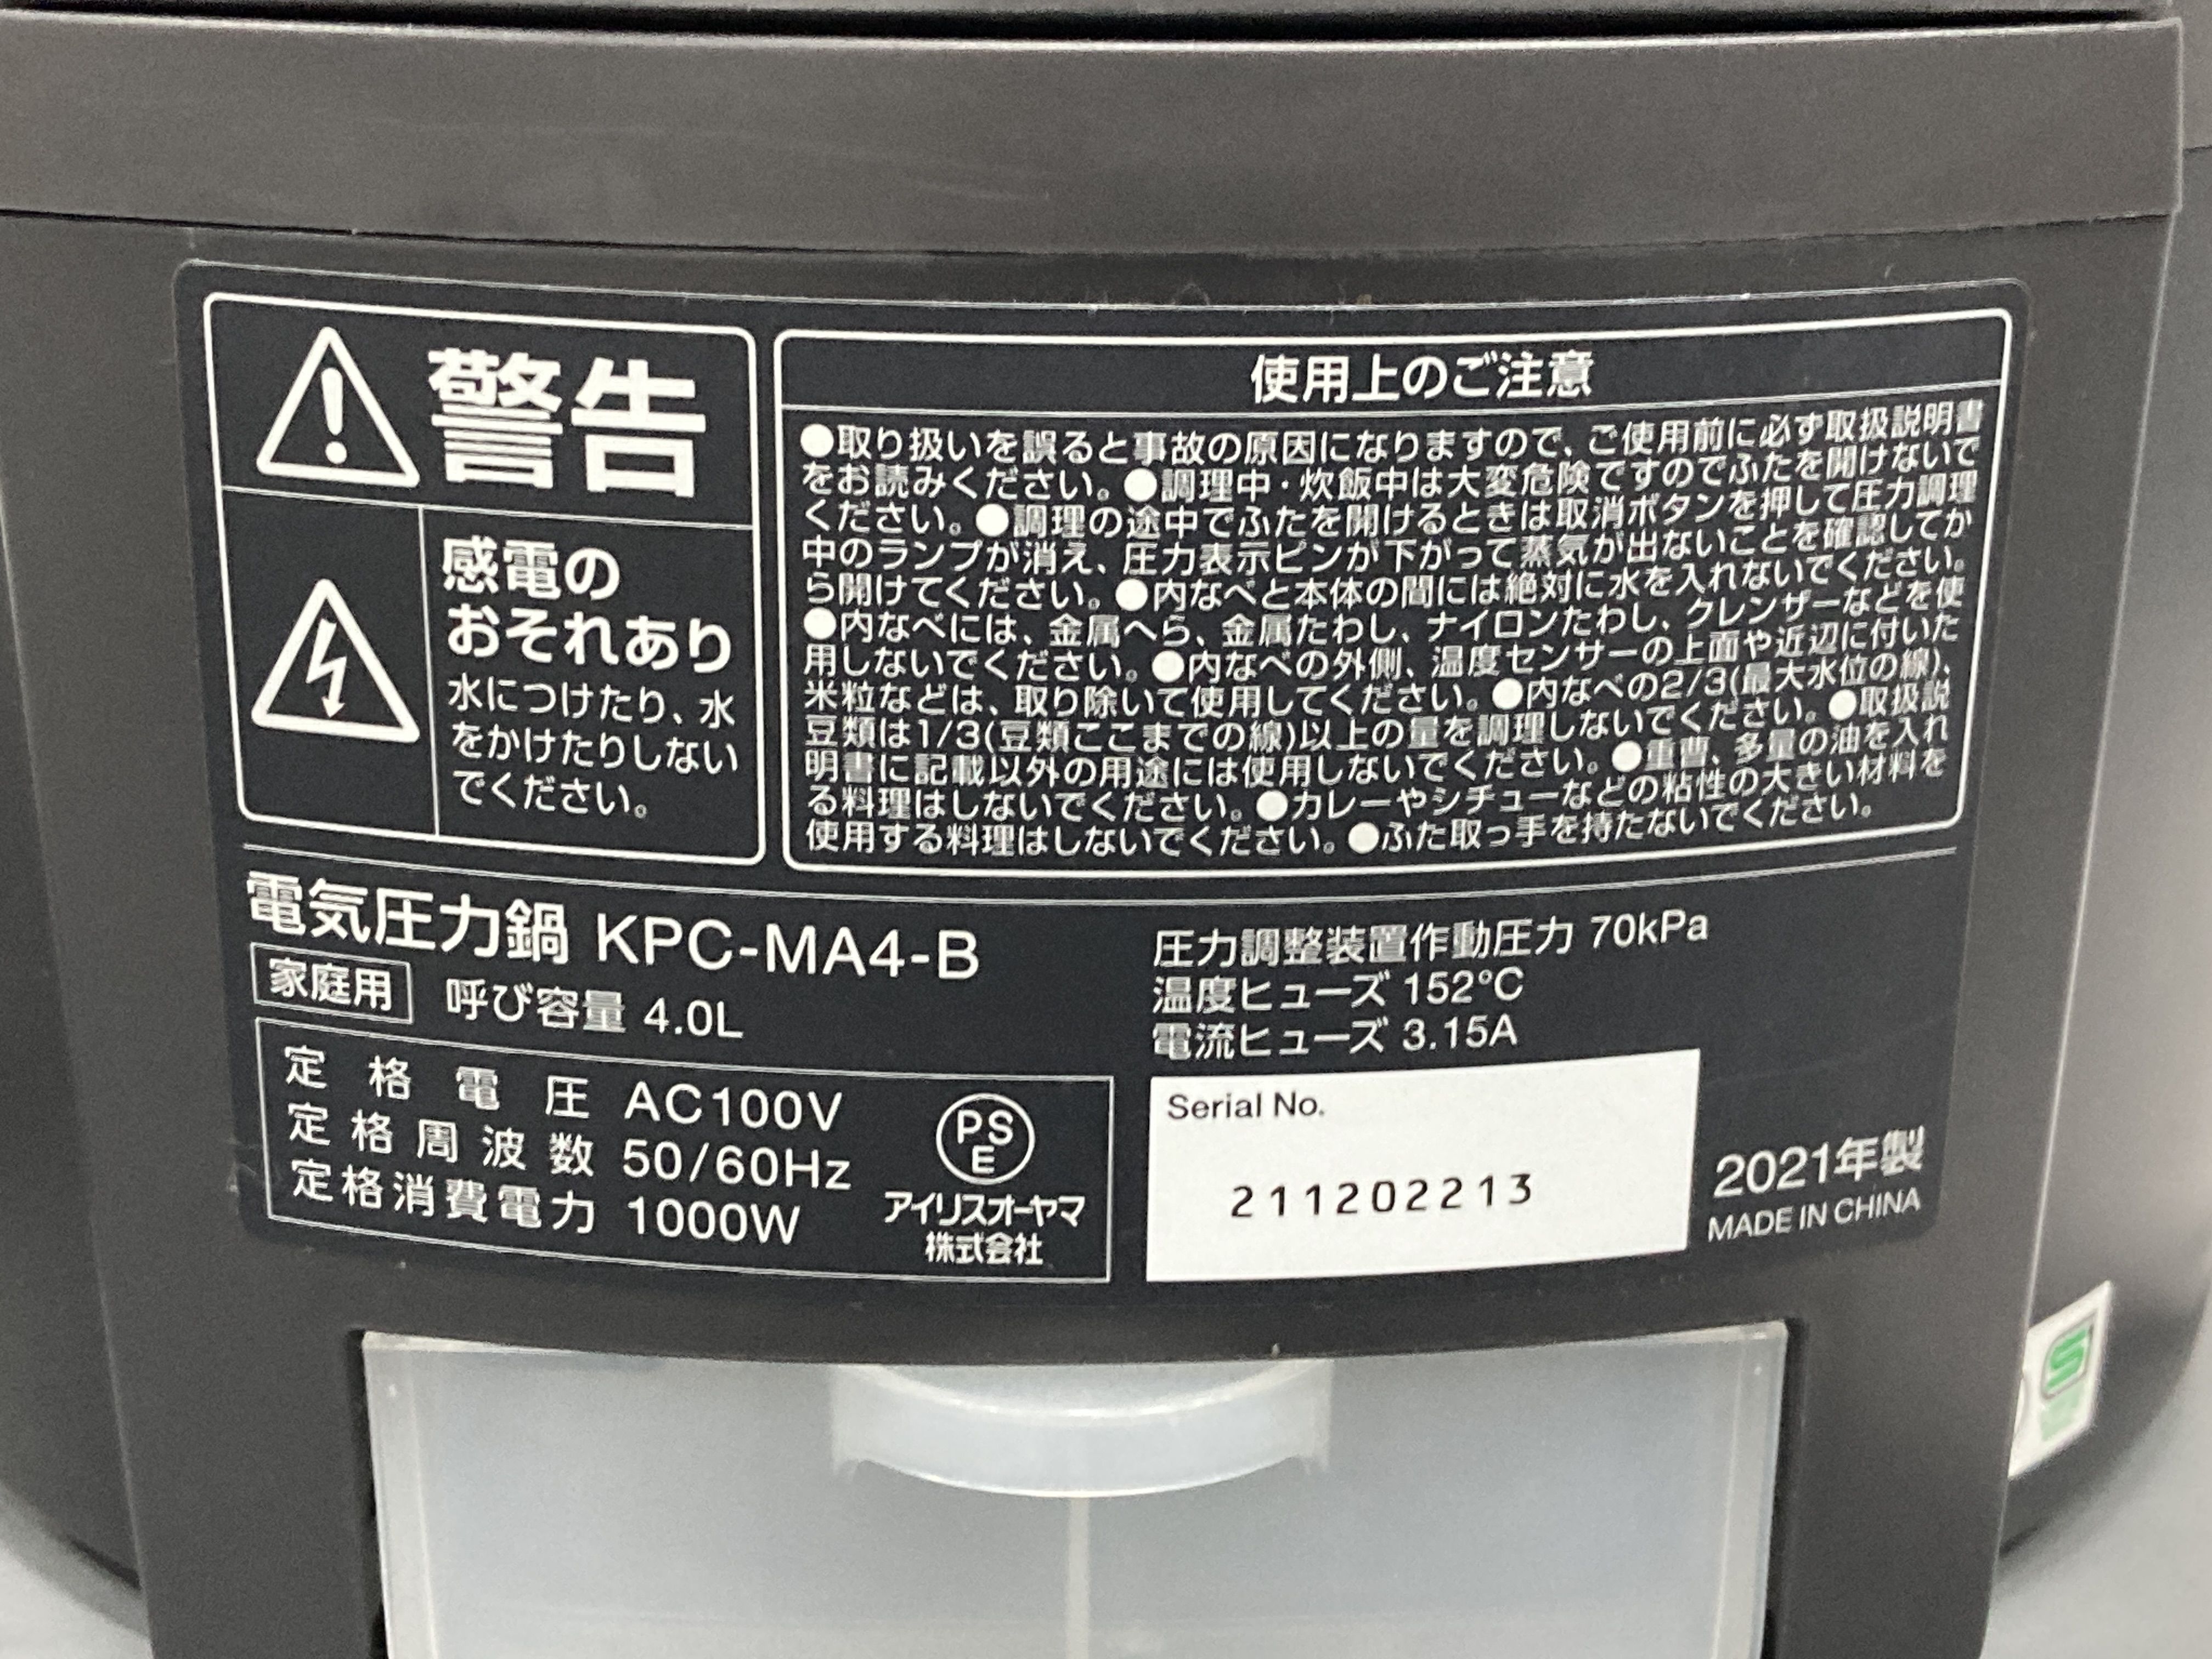 警告
感電の
おそれあり
水につけたり、水
をかけたりしない
でください。
使用上のご注意
●取り扱いを誤ると事故の原因になりますので、ご使用前に必ず取扱説明書
をお読みください。●調理中・炊飯中は大変危険ですのでふたを開けないで
ください。●調理の途中でふたを開けるときは取消ボタンを押して圧力調理
中のランプが消え、圧力表示ピンが下がって蒸気が出ないことを確認してか
ら開けてください。●内なべと本体の間には絶対に水を入れないでください。
●内なべには、金属へら、金属たわし、ナイロンたわし、クレンザーなどを使
用しないでください。●内なべの外側、温度センサーの上面や近辺に付いた
米粒などは、取り除いて使用してください。●内なべの2/3(最大水位の線)、
豆類は1/3(豆類ここまでの線)以上の量を調理しないでください。●取扱説
明書に記載以外の用途には使用しないでください。●重曹、多量の油を入れ
る料理はしないでください。●カレーやシチューなどの粘性の大きい材料を
使用する料理はしないでください。●ふた取っ手を持たないでください。
電気圧力鍋 KPC-MA4-B
家庭用 呼び容量 4.0L
定格電圧 AC100V
定格周波数 50/60Hz
定格消費電力 1000W
PS
E
アイリスオーヤマ
株式会社
圧力調整装置作動圧力 70kPa
温度ヒューズ 152℃
電流ヒューズ 3.15A
Serial No.
211202213
2021年製
MADE IN CHINA
S